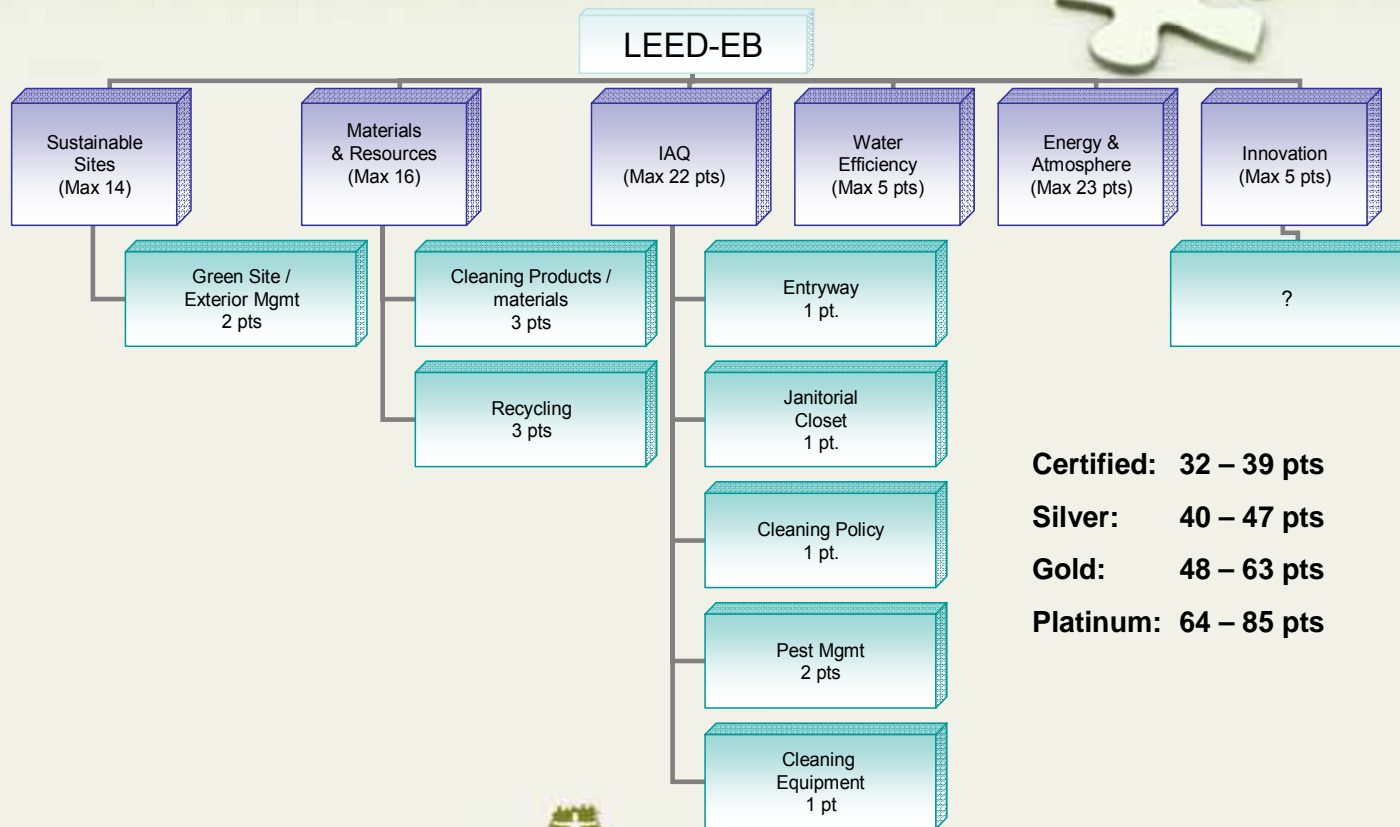 LEED-EB
Sustainable
Sites
(Max 14)
Materials
& Resources
(Max 16)
IAQ
(Max 22 pts)
Water
Efficiency
(Max 5 pts)
Energy &
Atmosphere
(Max 23 pts)
Innovation
(Max 5 pts)
Green Site /
Exterior Mgmt
2 pts
Cleaning Products /
materials
3 pts
Recycling
3 pts
Entryway
1 pt.
Janitorial
Closet
1 pt.
Cleaning Policy
1 pt.
Pest Mgmt
2 pts
Cleaning
Equipment
1 pt
?
Certified: 32 – 39 pts
Silver: 40 – 47 pts
Gold: 48 – 63 pts
Platinum: 64 – 85 pts